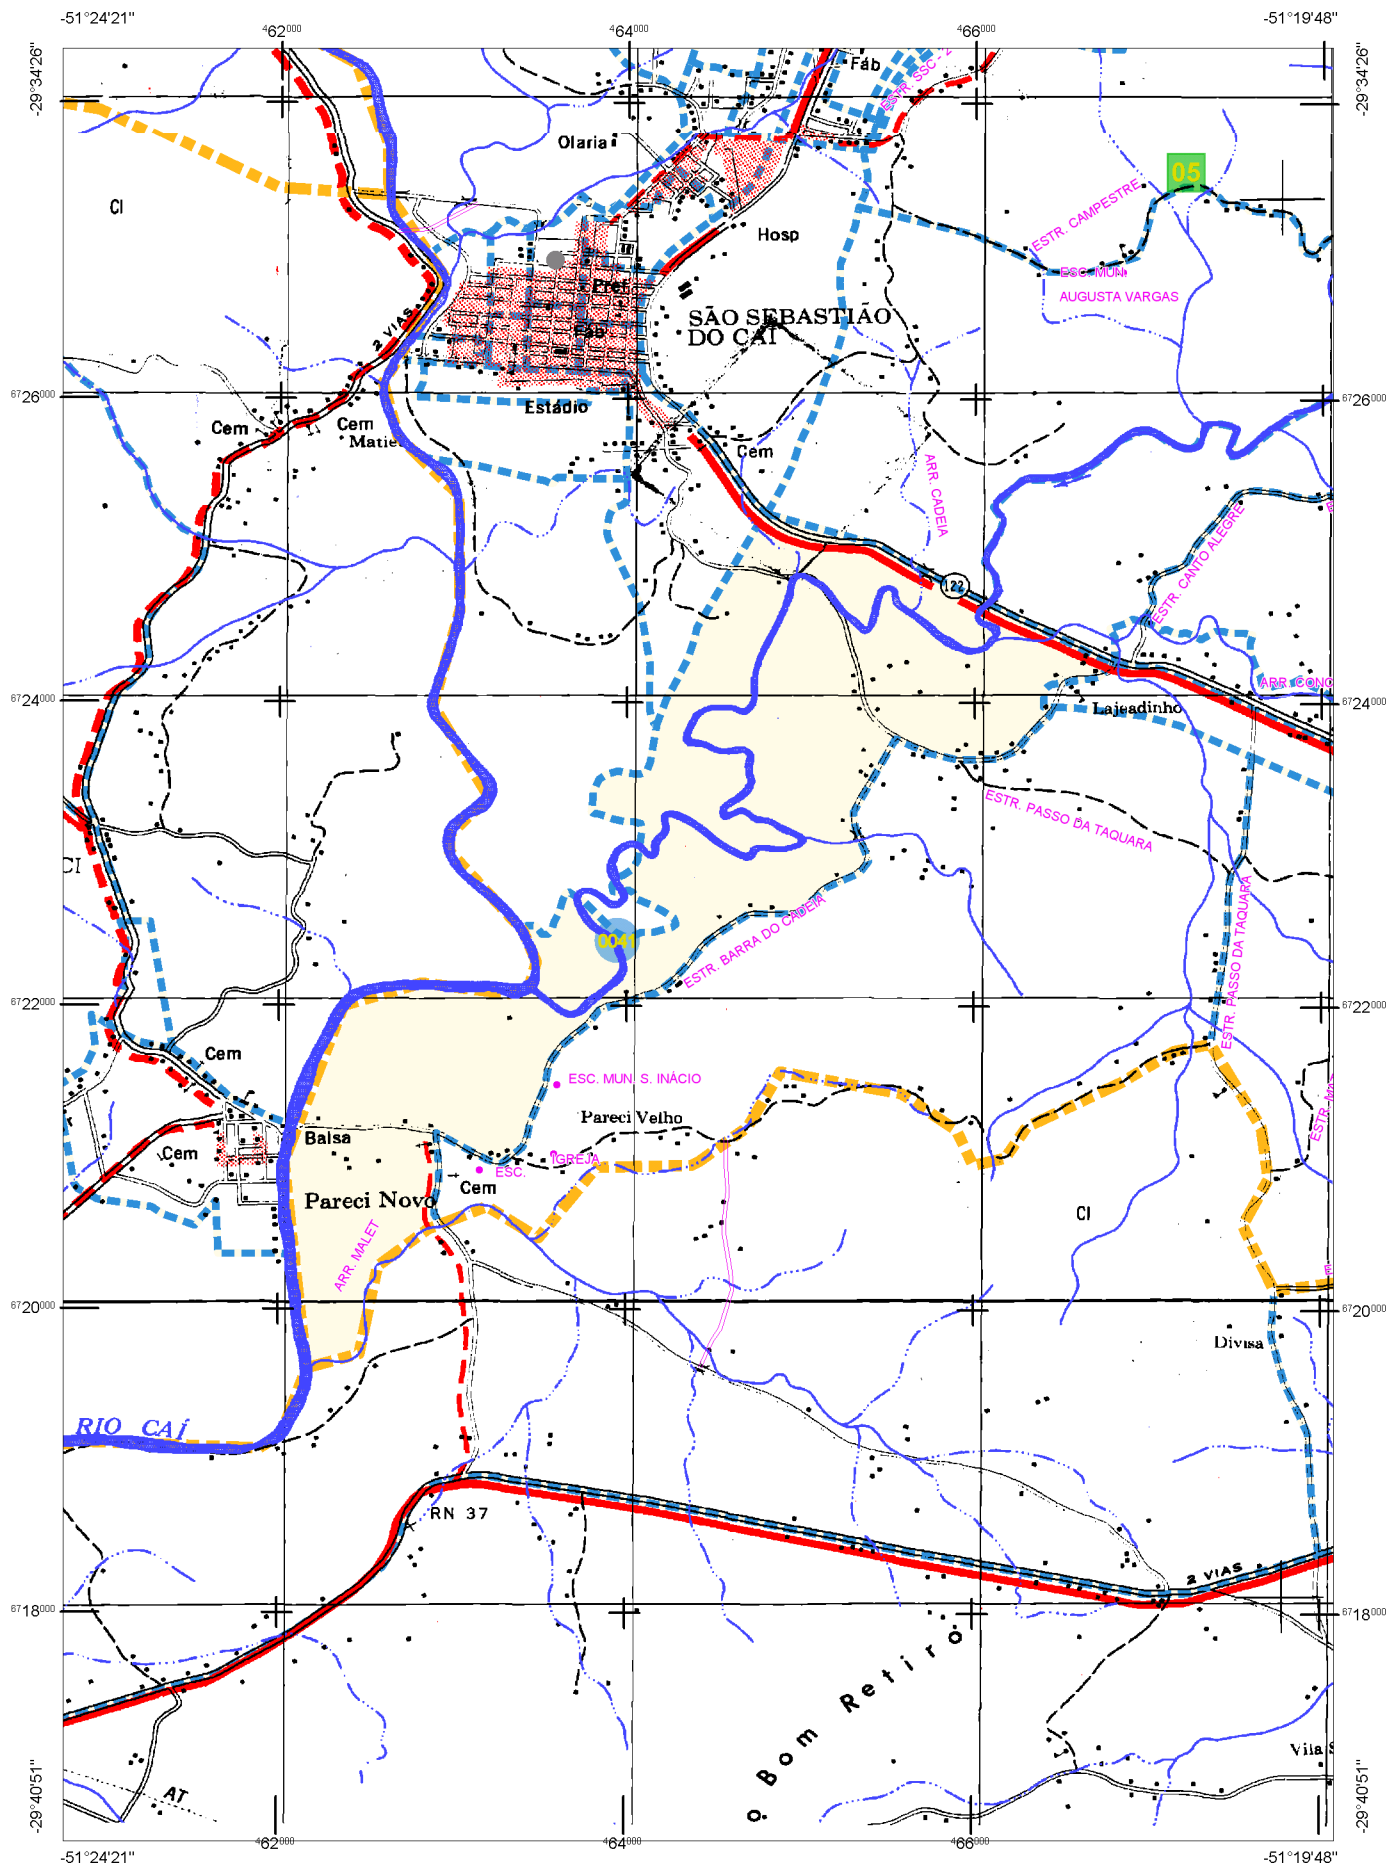 -51°24'21"
-51°19'48"
462000
464000
466000
-29°34'26"
-29°34'26"
Fáb
ESTR. SSC - 2
Olaria
05
CI
ESTR. CAMPESTRE
Hosp
ESC. MUN.
AUGUSTA VARGAS
Pref
SÃO SEBASTIÃO
DO CAÍ
Fáb
2 VIAS
6726000
6726000
Estádio
Cem
Cem
Matie
Cem
ARR. CADEIA
ESTR. CANTO ALEGRE
122
6724000
ARR. CONC
6724000
Lajeadinho
ESTR. PASSO DA TAQUARA
CI
ESTR. BARRA DO CADEIA
ESTR. PASSO DA TAQUARA
0041
6722000
6722000
Cem
ESC. MUN. S. INÁCIO
Pareci Velho
Balsa
Cem
IGREJA
ESC.
Cem
Pareci Novo
CI
ARR. MALET
6720000
6720000
Divisa
RIO CAÍ
RN 37
2 VIAS
6718000
6718000
o Bom Retiro
Vila S
AT
-29°40'51"
-29°40'51"
462000
464000
466000
-51°24'21"
-51°19'48"